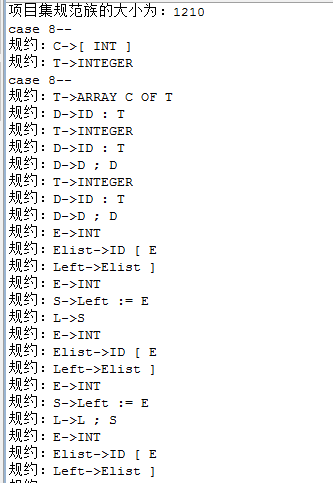 项目集规范族的大小为：1210
case 8--
规约：C->[ INT ]
规约：T->INTEGER
case 8--
规约：T->ARRAY C OF T
规约：D->ID : T
规约：T->INTEGER
规约：D->ID : T
规约：D->D ; D
规约：T->INTEGER
规约：D->ID : T
规约：D->D ; D
规约：E->INT
规约：Elist->ID [ E
规约：Left->Elist ]
规约：E->INT
规约：S->Left := E
规约：L->S
规约：E->INT
规约：Elist->ID [ E
规约：Left->Elist ]
规约：E->INT
规约：S->Left := E
规约：L->L ; S
规约：E->INT
规约：Elist->ID [ E
规约：Left->Elist ]